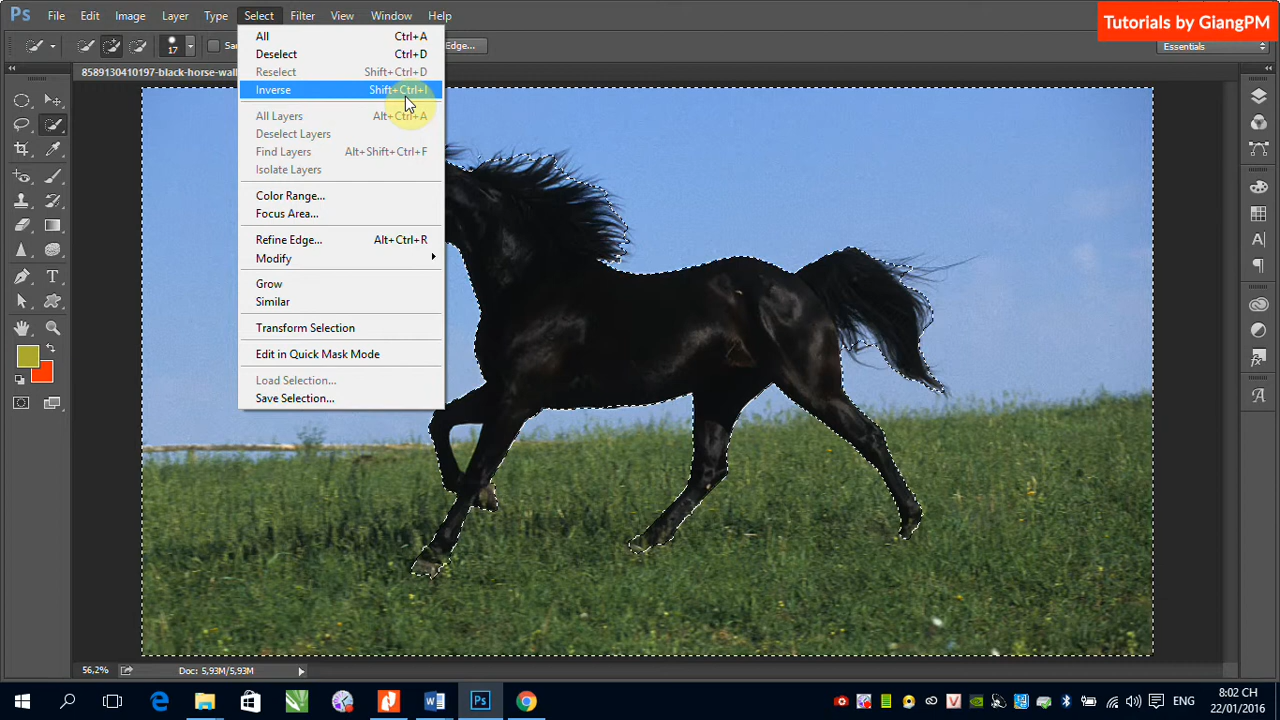 Ps File Edit Image Layer Type Select Filter View Window Help
Tutorials by GiangPM
17
Edge...
Essentials
8589130410197-black-horse-wal
All Ctrl+A
Deselect Ctrl+D
Reselect Shift+Ctrl+D
Inverse Shift+Ctrl+I
All Layers Alt+Ctrl+A
Deselect Layers
Find Layers Alt+Shift+Ctrl+F
Isolate Layers
Color Range...
Focus Area...
Refine Edge... Alt+Ctrl+R
Modify
Grow
Similar
Transform Selection
Edit in Quick Mask Mode
Load Selection...
Save Selection...
56,2% Doc: 5,93M/5,93M
ENG
8:02 CH
22/01/2016